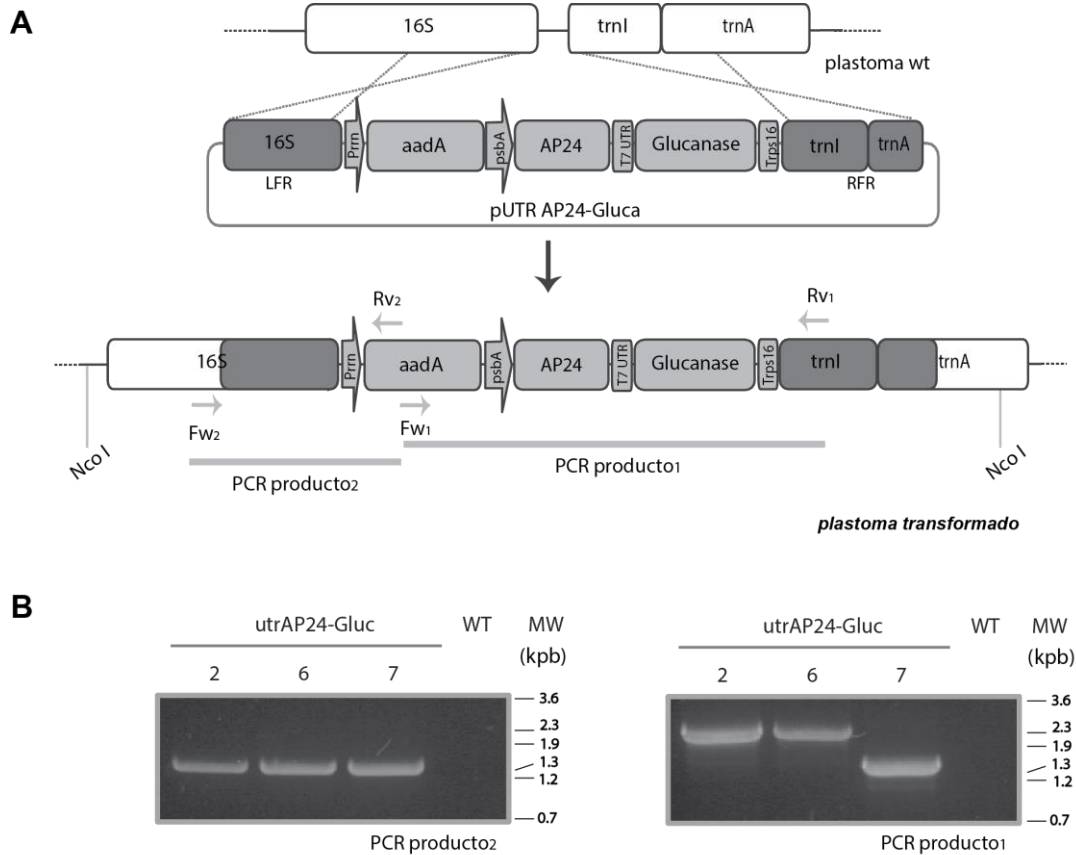 A
16S
trnI
trnA
plastoma wt
16S
Prrn
aadA
psbA
AP24
T7 UTR
Glucanase
Trps16
trnI
trnA
LFR
RFR
pUTR AP24-Gluca
Rv2
Rv1
16S
Prrn
aadA
psbA
AP24
T7 UTR
Glucanase
Trps16
trnI
trnA
Fw2
Fw1
Nco I
Nco I
PCR producto1
PCR producto2
plastoma transformado
B
utrAP24-Gluc WT MW
(kpb)
2 6 7
3.6
2.3
1.9
1.3
1.2
0.7
PCR producto2
utrAP24-Gluc WT MW
(kpb)
2 6 7
3.6
2.3
1.9
1.3
1.2
0.7
PCR producto1